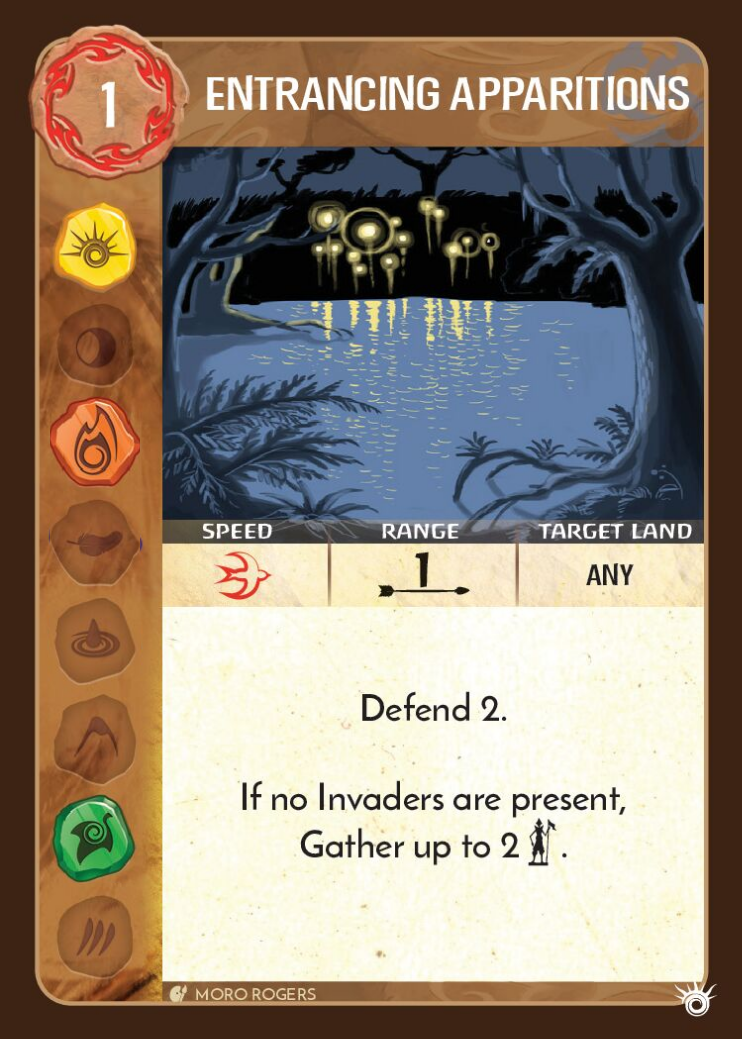 1
ENTRANCING APPARITIONS
SPEED RANGE TARGET LAND
1 ANY
Defend 2.
If no Invaders are present,
Gather up to 2 .
MORO ROGERS